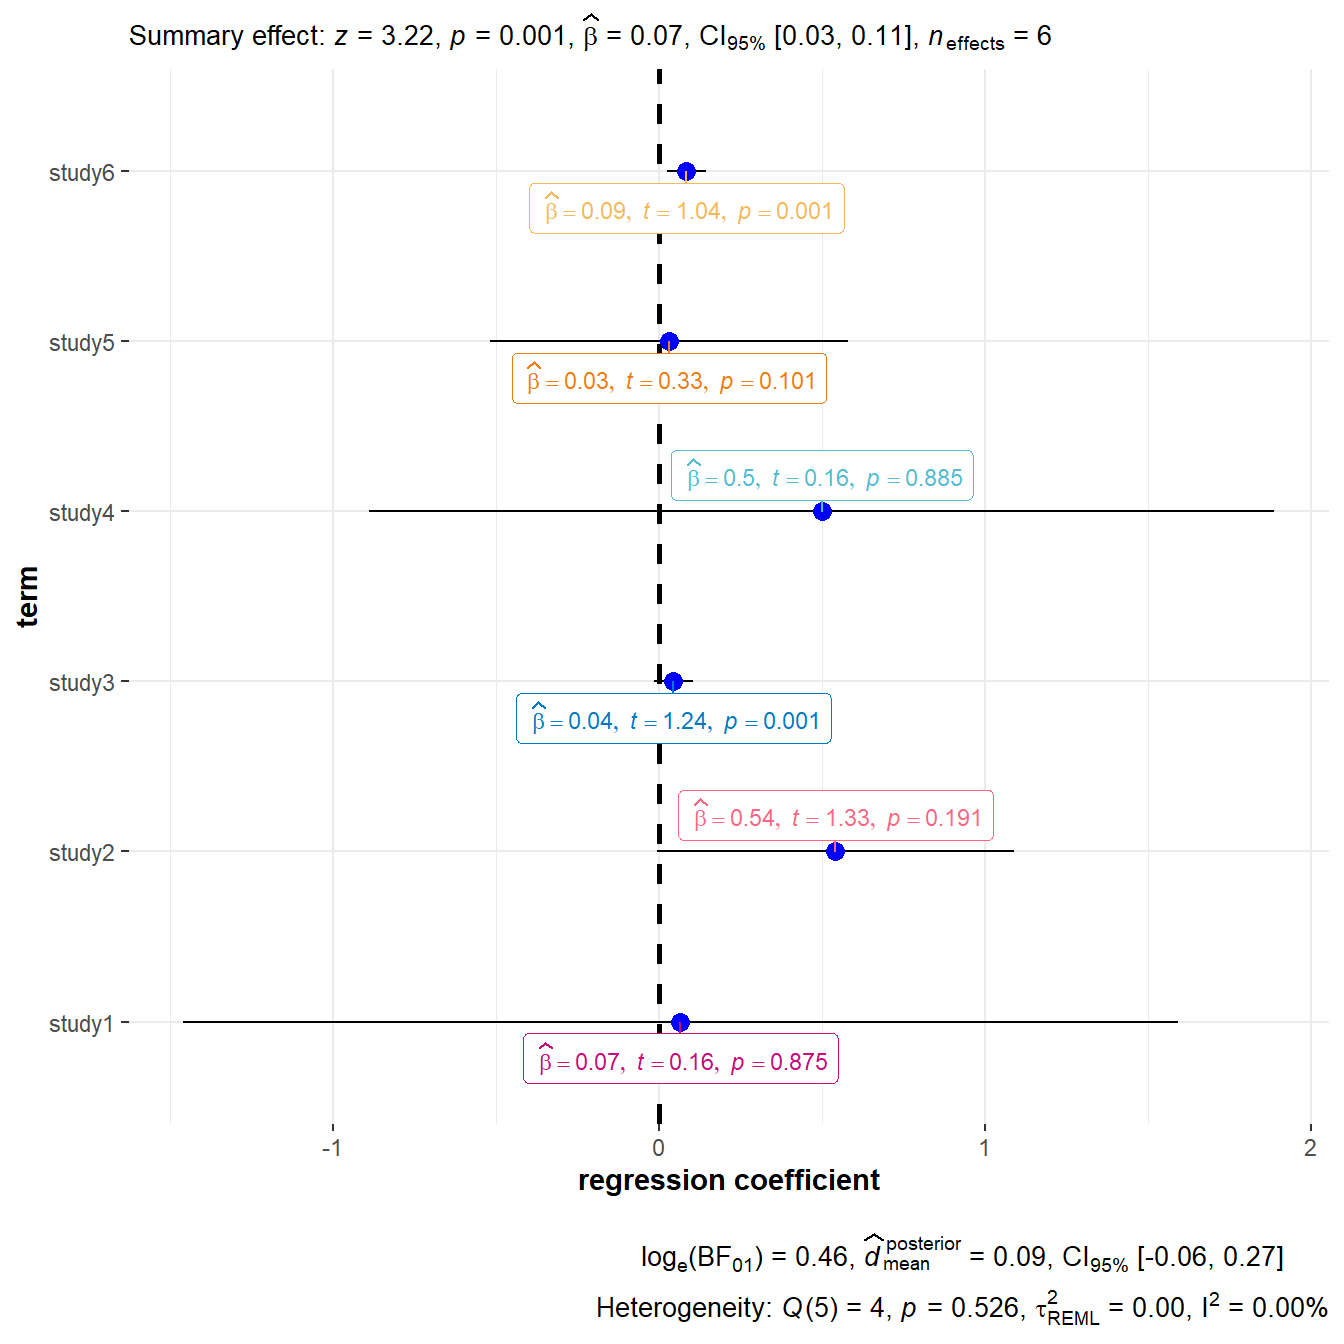 Summary effect: z = 3.22, p = 0.001, β̂ = 0.07, CI₉₅% [0.03, 0.11], n effects = 6
study6
β̂ = 0.09, t = 1.04, p = 0.001
study5
β̂ = 0.03, t = 0.33, p = 0.101
β̂ = 0.5, t = 0.16, p = 0.885
study4
term
study3
β̂ = 0.04, t = 1.24, p = 0.001
β̂ = 0.54, t = 1.33, p = 0.191
study2
study1
β̂ = 0.07, t = 0.16, p = 0.875
-1 0 1 2
regression coefficient
logₑ(BF₀₁) = 0.46, d̂ posterior mean = 0.09, CI₉₅% [-0.06, 0.27]
Heterogeneity: Q(5) = 4, p = 0.526, τ² REML = 0.00, I² = 0.00%